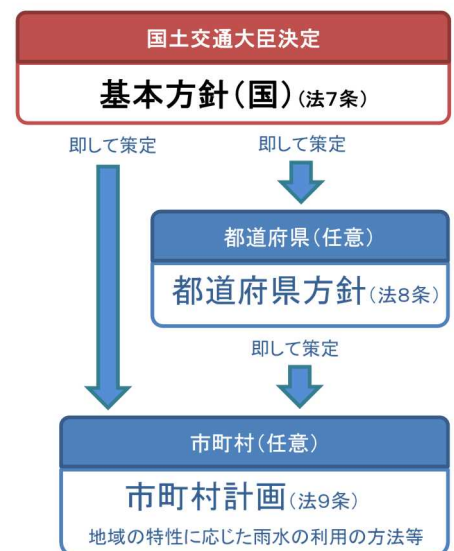 国土交通大臣決定
基本方針(国)(法7条)
即して策定
即して策定
都道府県(任意)
都道府県方針(法8条)
即して策定
市町村(任意)
市町村計画(法9条)
地域の特性に応じた雨水の利用の方法等